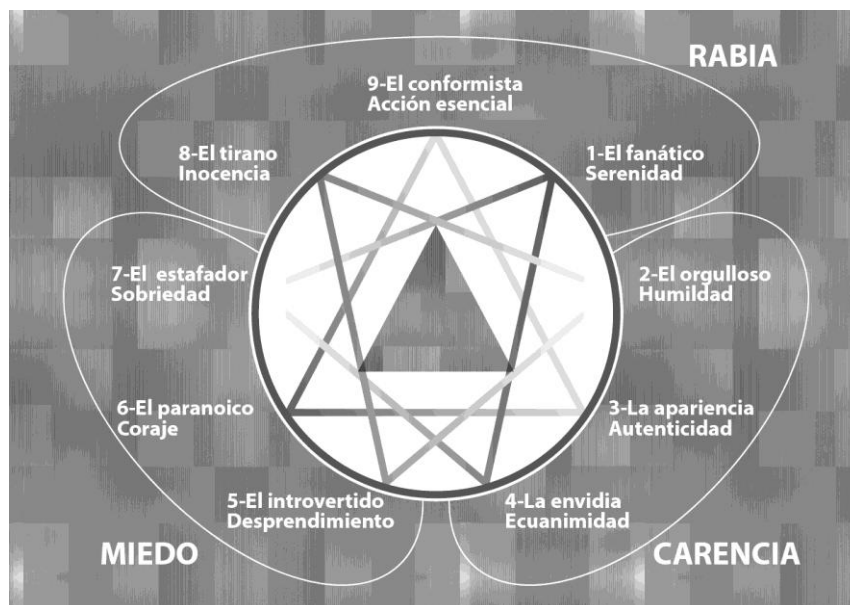 RABIA
9-El conformista
Acción esencial
8-El tirano
Inocencia
1-El fanático
Serenidad
7-El estafador
Sobriedad
2-El orgulloso
Humildad
6-El paranoico
Coraje
3-La apariencia
Autenticidad
5-El introvertido
Desprendimiento
4-La envidia
Ecuanimidad
MIEDO
CARENCIA